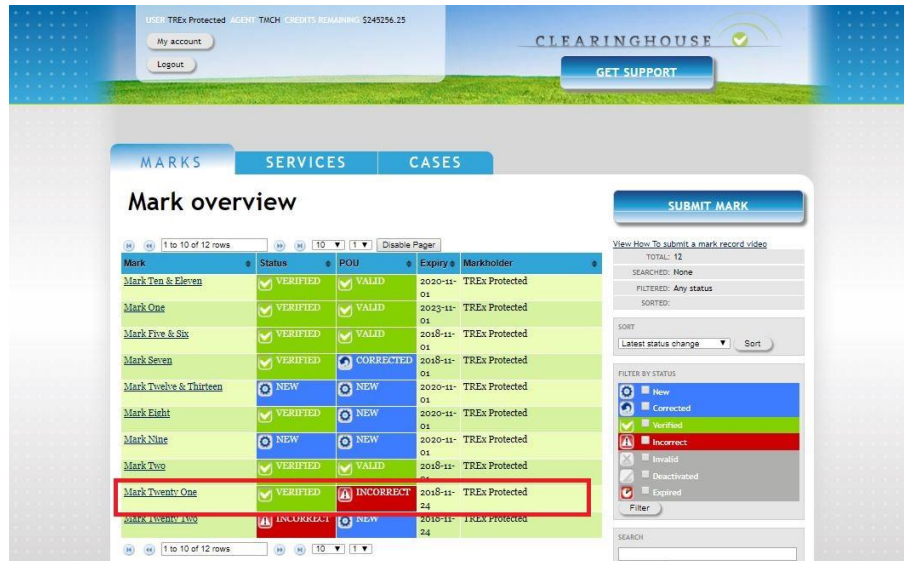 USER TREx Protected AGENT TMCH CREDITS REMAINING $245256.25
My account
Logout
CLEARINGHOUSE
GET SUPPORT
MARKS SERVICES CASES
Mark overview
SUBMIT MARK
1 to 10 of 12 rows 10 1 Disable Pager
Mark Status POU Expiry Markholder
Mark Ten & Eleven VERIFIED VALID 2020-11-01 TREx Protected
Mark One VERIFIED VALID 2023-11-01 TREx Protected
Mark Five & Six VERIFIED VALID 2018-11-01 TREx Protected
Mark Seven VERIFIED CORRECTED 2018-11-01 TREx Protected
Mark Twelve & Thirteen NEW NEW 2020-11-01 TREx Protected
Mark Eight VERIFIED NEW 2020-11-01 TREx Protected
Mark Nine NEW NEW 2020-11-01 TREx Protected
Mark Two VERIFIED VALID 2018-11- TREx Protected
Mark Twenty One VERIFIED INCORRECT 2018-11-24 TREx Protected
Mark Twenty Two INCORRECT NEW 2018-11-24 TREx Protected
1 to 10 of 12 rows 10 1
View How To submit a mark record video
TOTAL: 12
SEARCHED: None
FILTERED: Any status
SORTED:
SORT
Latest status change Sort
FILTER BY STATUS
New
Corrected
Verified
Incorrect
Invalid
Deactivated
Expired
Filter
SEARCH